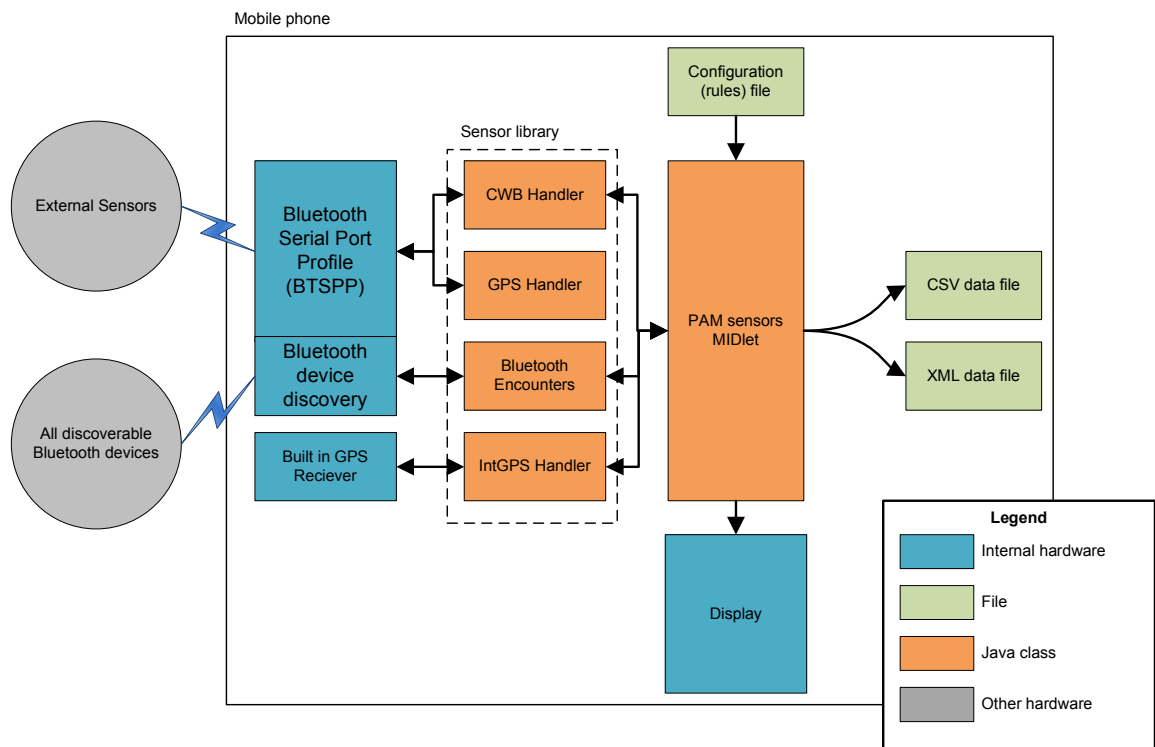 Mobile phone
Configuration
(rules) file
Sensor library
External Sensors
Bluetooth
Serial Port
Profile
(BTSPP)
CWB Handler
GPS Handler
PAM sensors
MIDlet
CSV data file
XML data file
Bluetooth
device
discovery
Bluetooth
Encounters
All discoverable
Bluetooth devices
Built in GPS
Reciever
IntGPS Handler
Display
Legend
Internal hardware
File
Java class
Other hardware